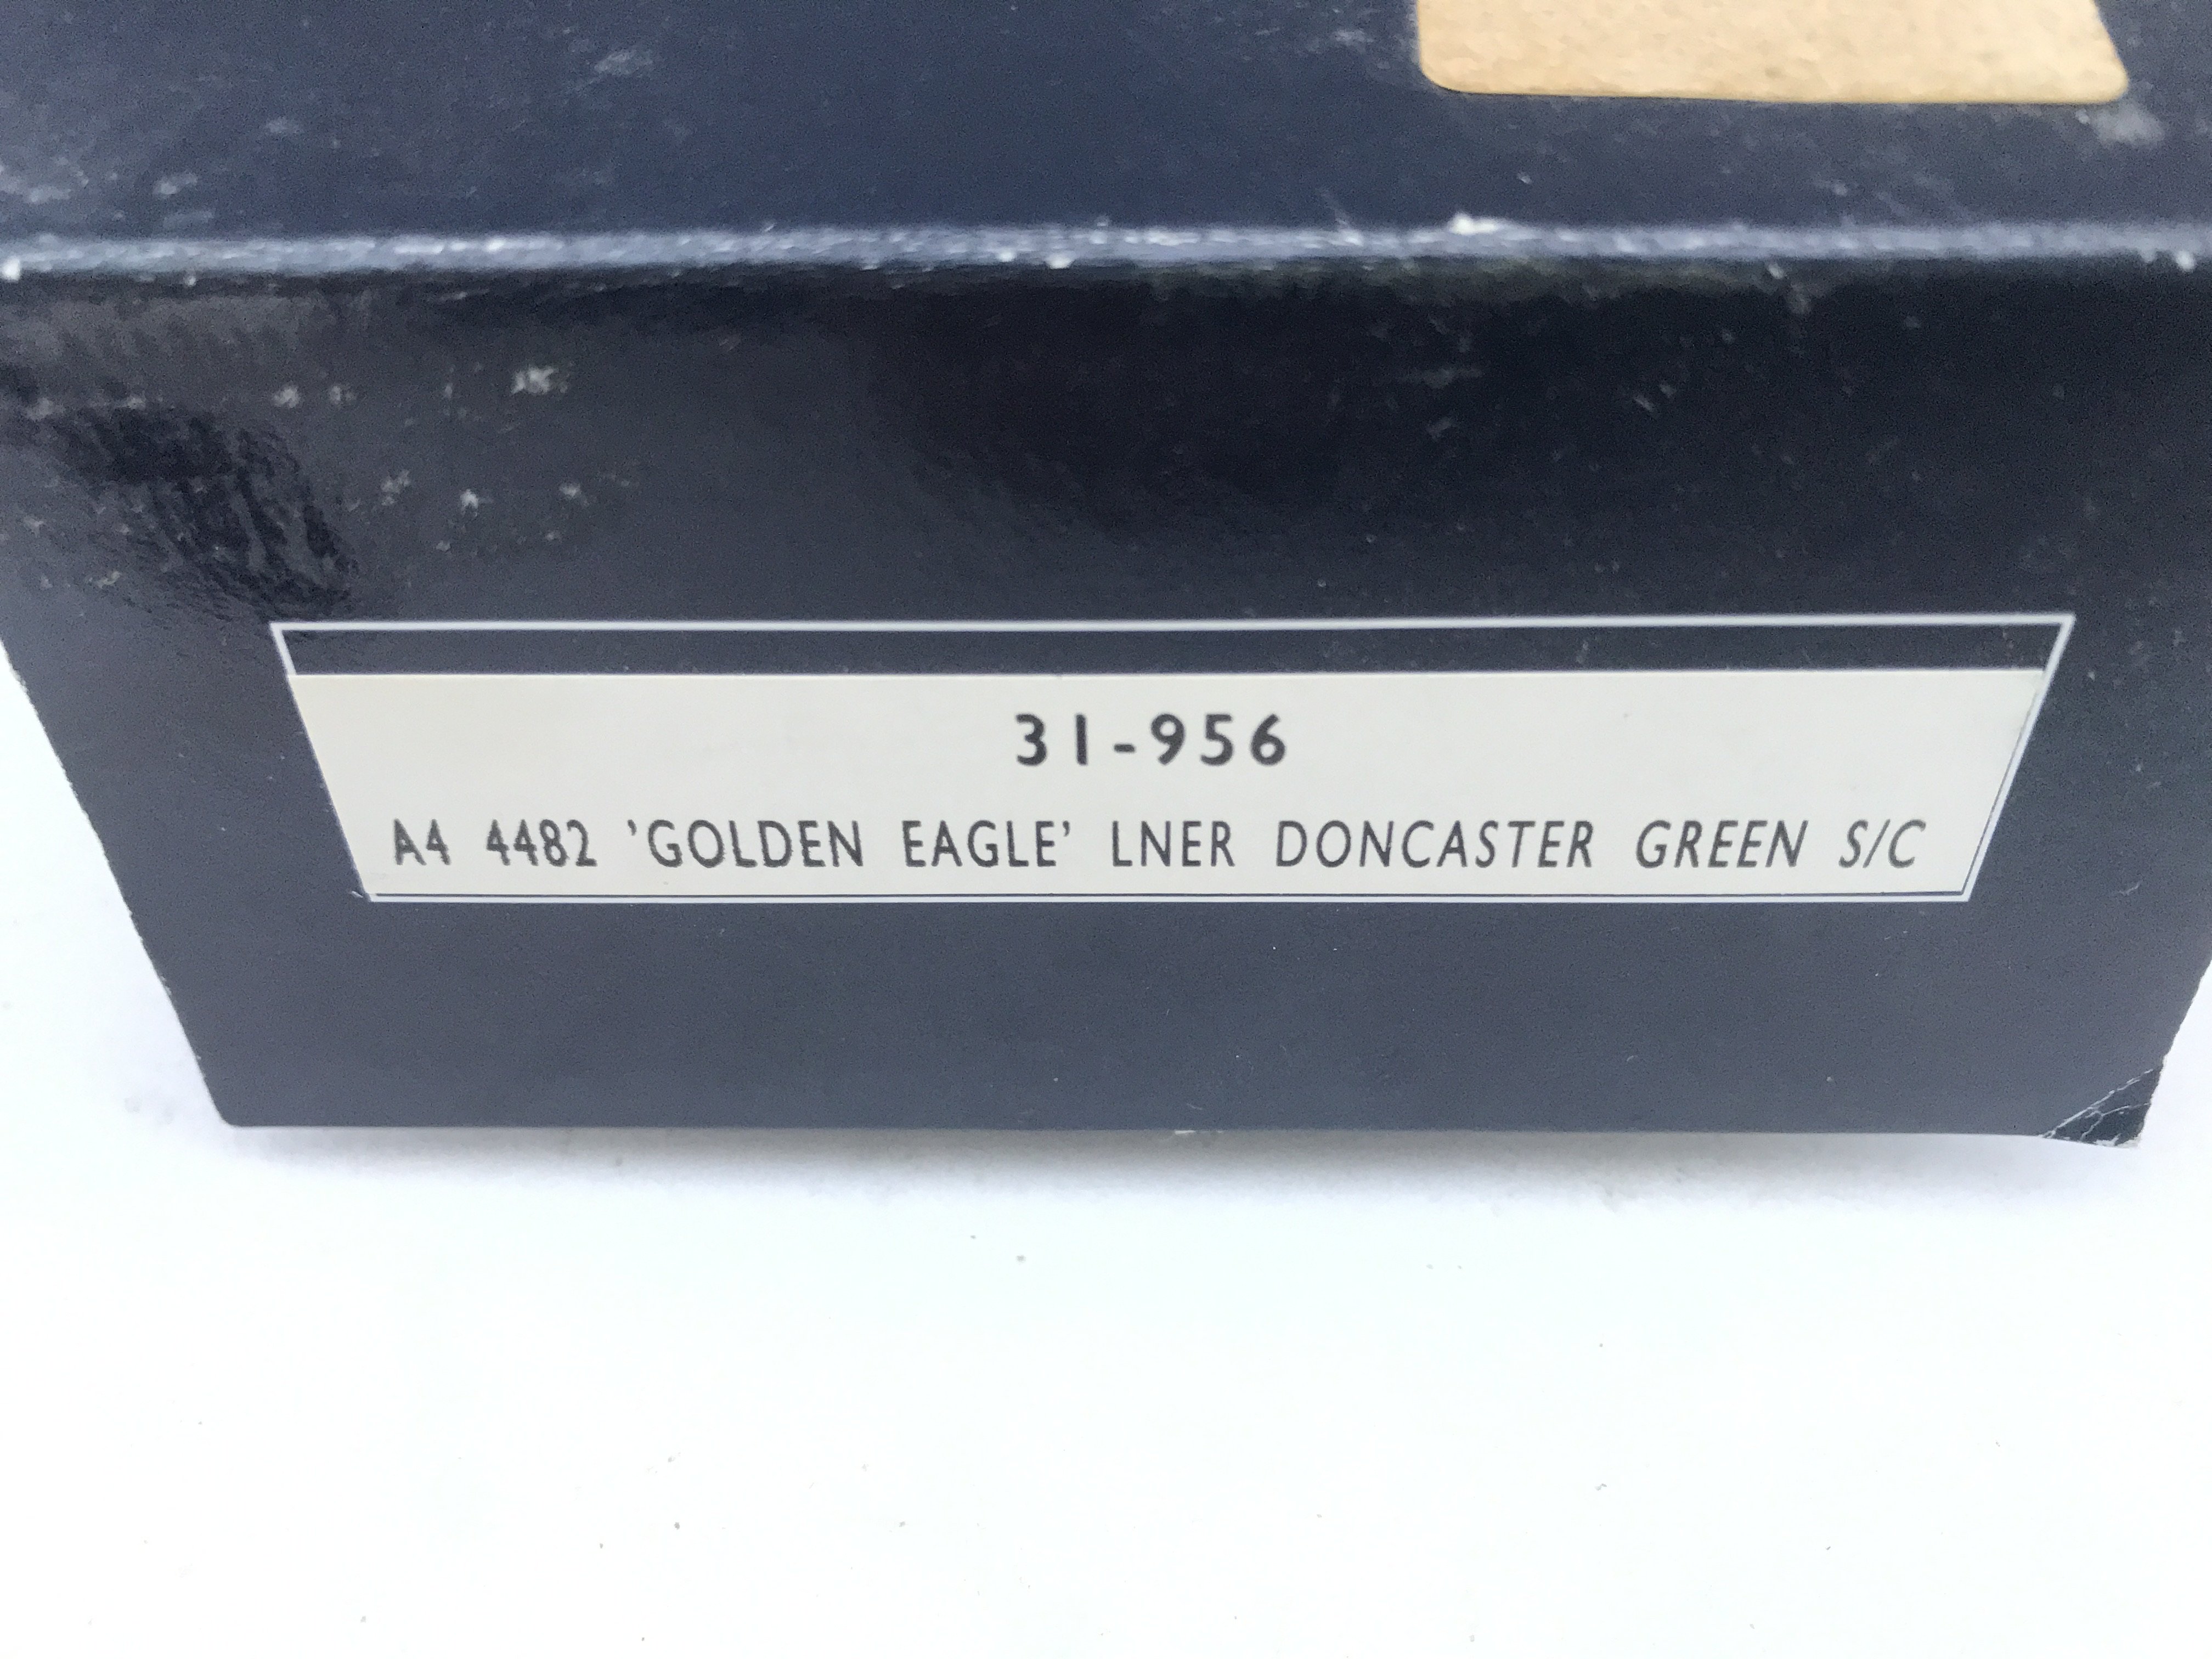 31-956
A4 4482 'GOLDEN EAGLE' LNER DONCASTER GREEN S/C